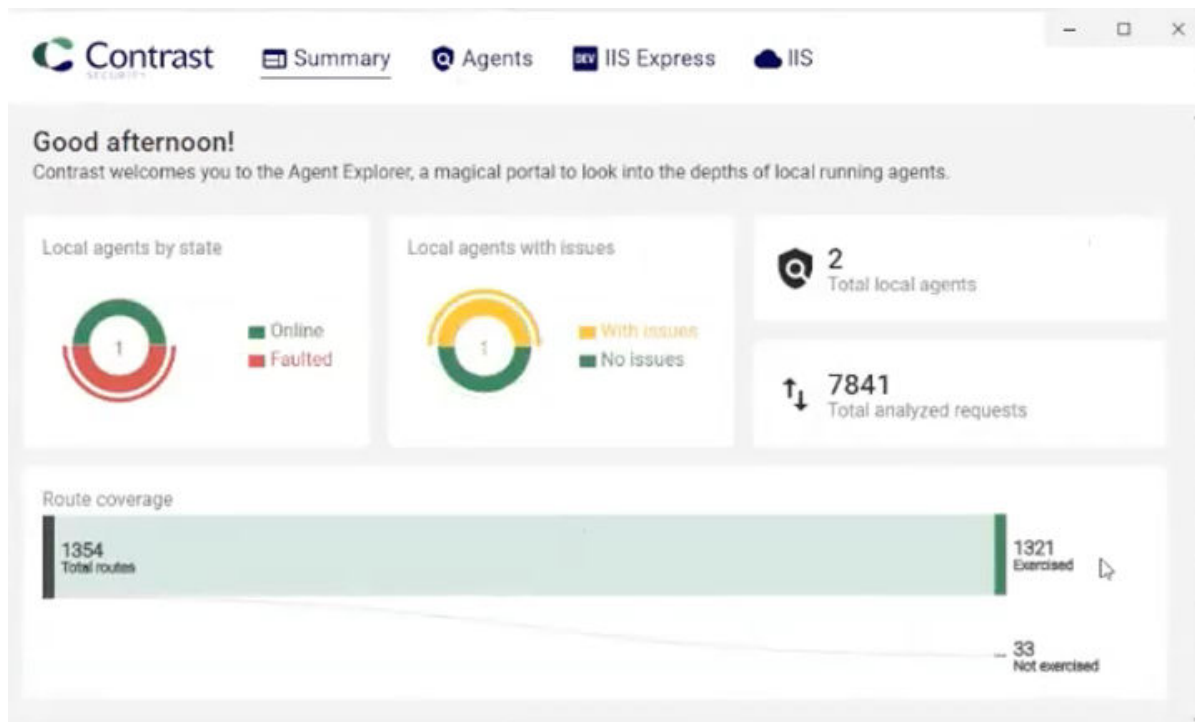 Contrast
SECURITY
Summary
Agents
DEV IIS Express
IIS
Good afternoon!
Contrast welcomes you to the Agent Explorer, a magical portal to look into the depths of local running agents.
Local agents by state
1
Online
Faulted
Local agents with issues
1
With issues
No issues
2
Total local agents
7841
Total analyzed requests
Route coverage
1354
Total routes
1321
Exercised
33
Not exercised